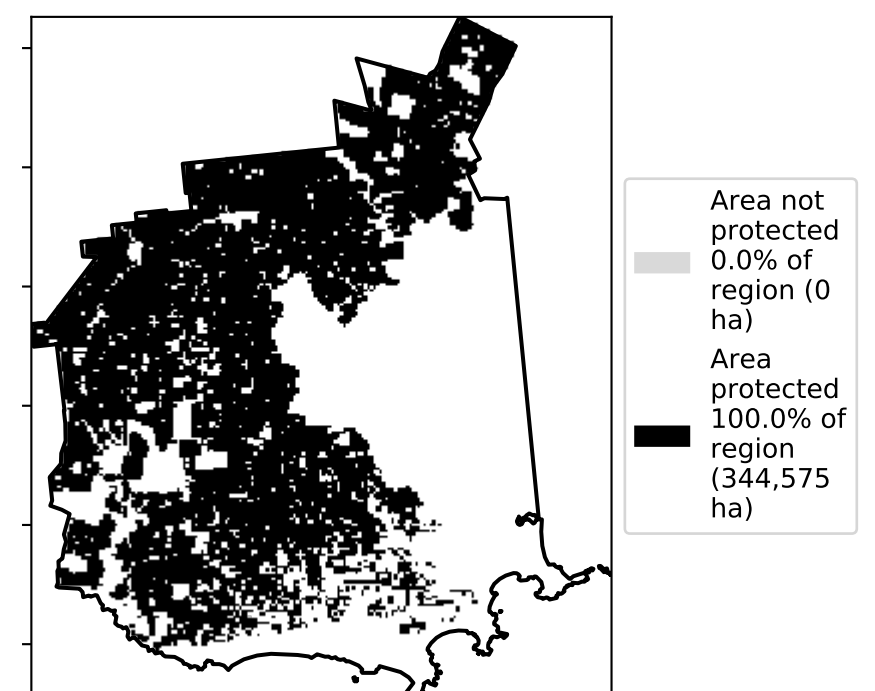 Area not
protected
0.0% of
region (0
ha)
Area
protected
100.0% of
region
(344,575
ha)